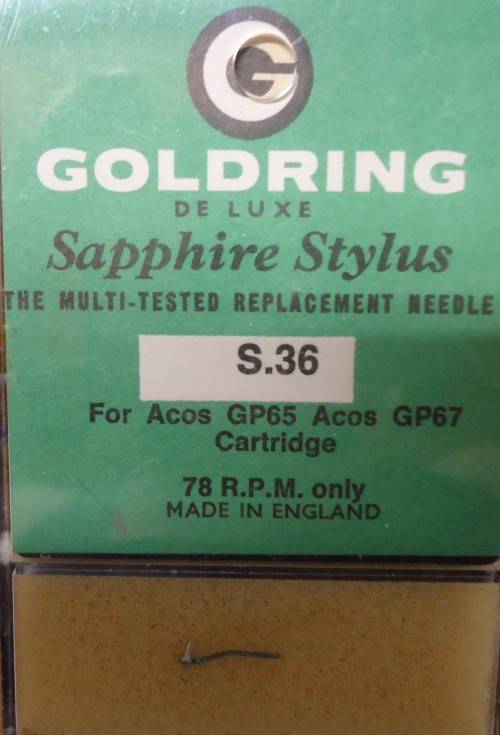 G
GOLDRING
DE LUXE
Sapphire Stylus
THE MULTI-TESTED REPLACEMENT NEEDLE
S.36
For Acos GP65 Acos GP67
Cartridge
78 R.P.M. only
MADE IN ENGLAND